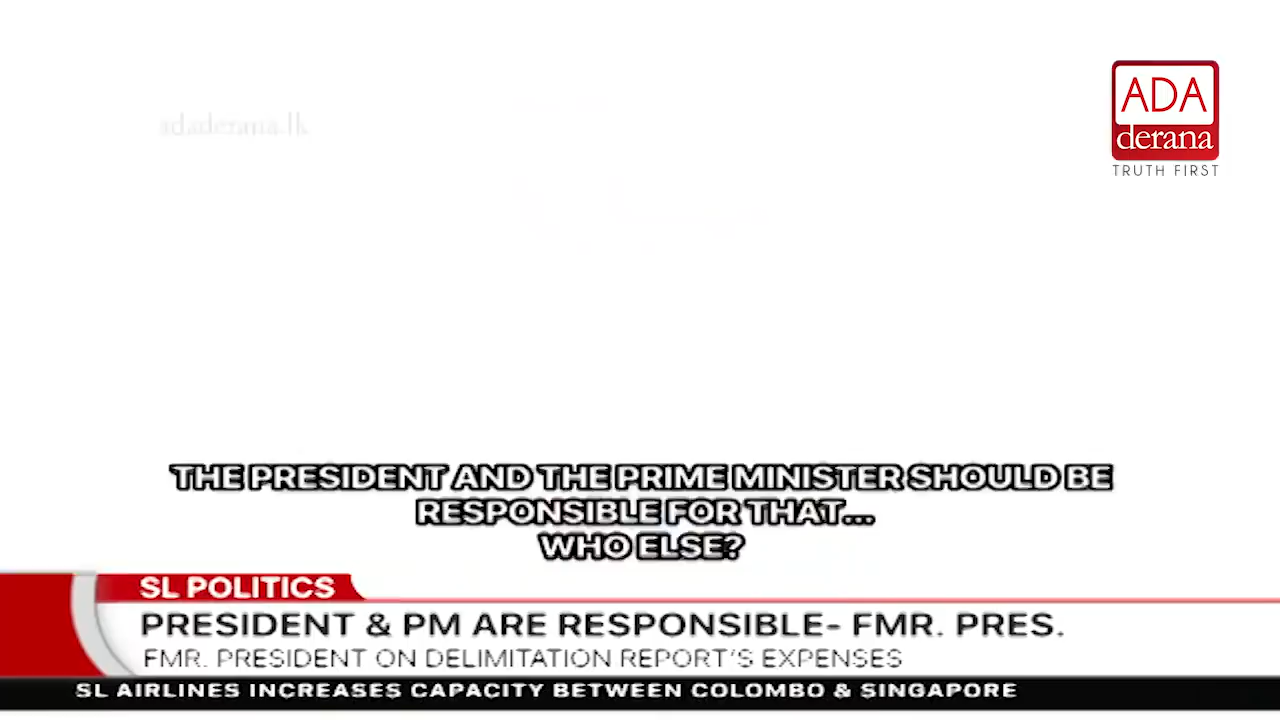 adaderana.lk
ADA
derana
TRUTH FIRST
THE PRESIDENT AND THE PRIME MINISTER SHOULD BE
RESPONSIBLE FOR THAT...
WHO ELSE?
SL POLITICS
PRESIDENT & PM ARE RESPONSIBLE- FMR. PRES.
FMR. PRESIDENT ON DELIMITATION REPORT'S EXPENSES
SL AIRLINES INCREASES CAPACITY BETWEEN COLOMBO & SINGAPORE